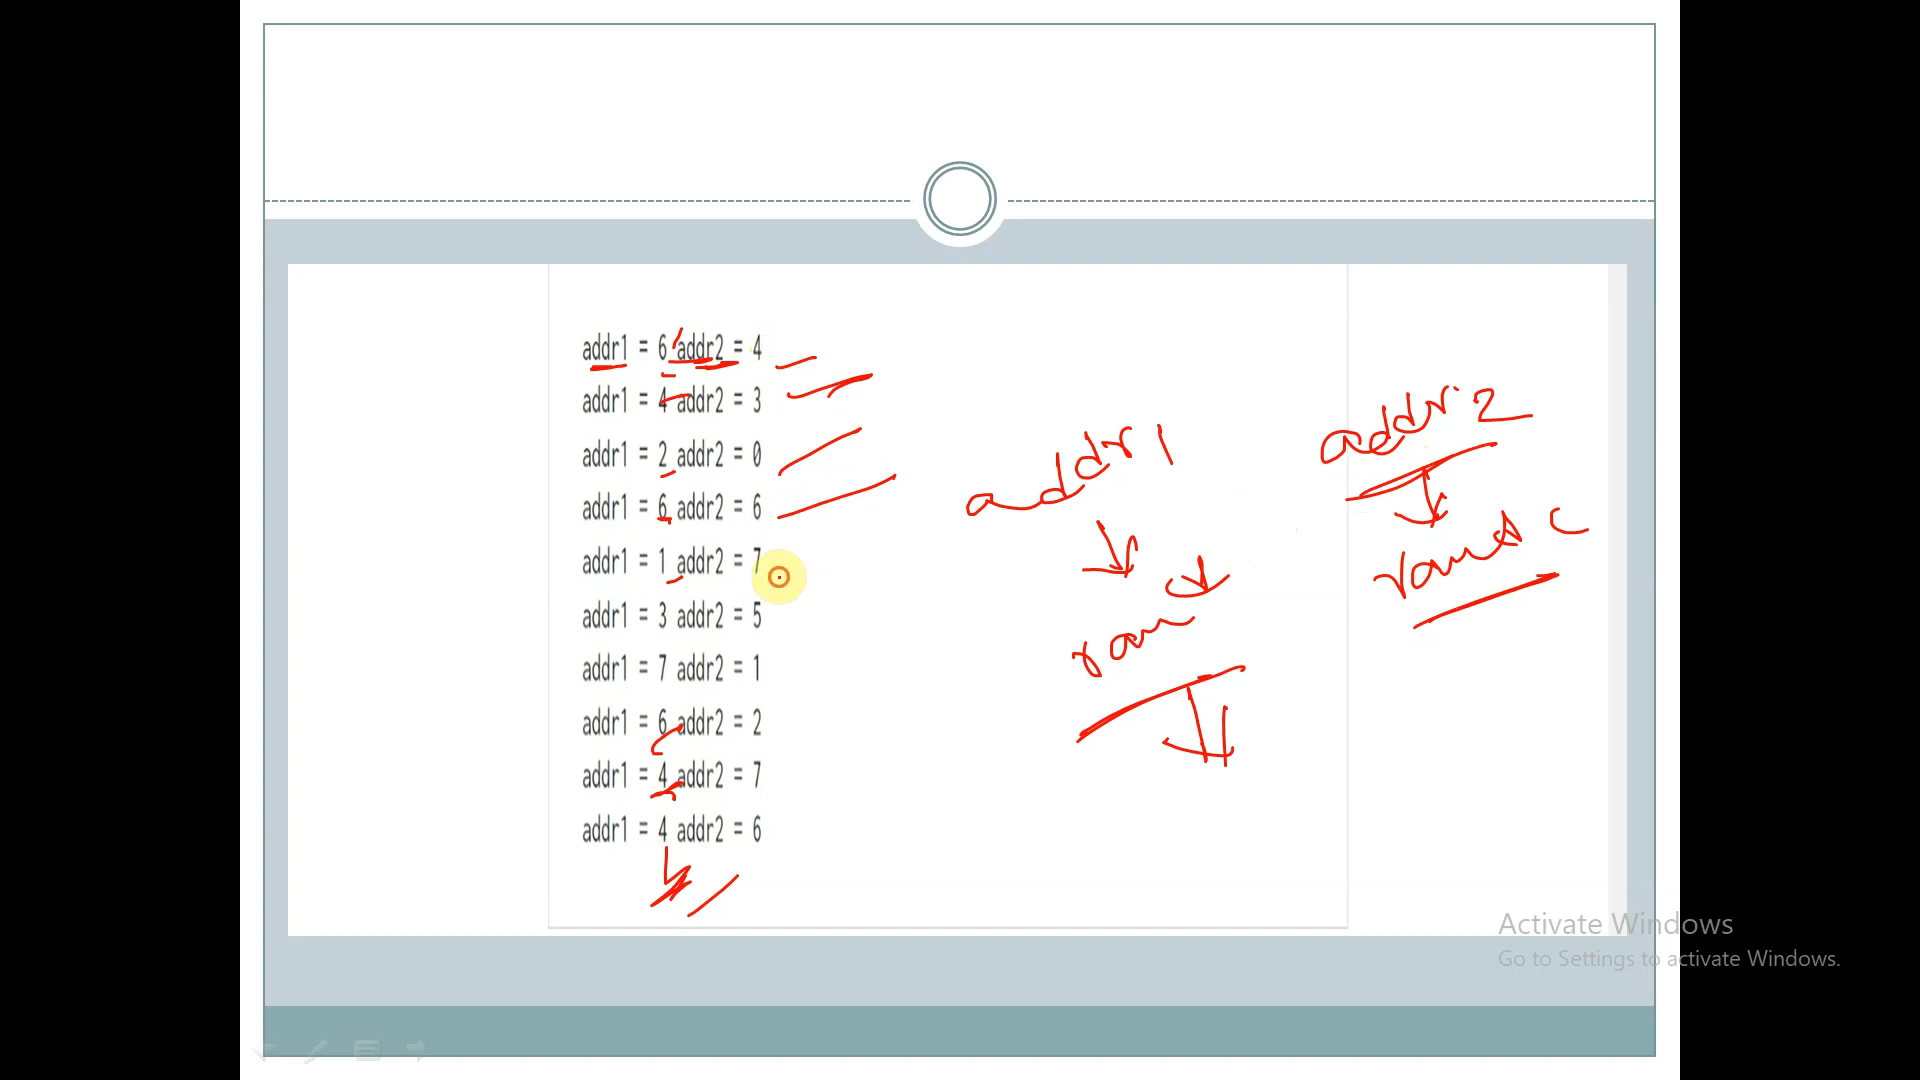 addr1 = 6 addr2 = 4
addr1 = 4 addr2 = 3
addr1 = 2 addr2 = 0
addr1 = 6 addr2 = 6
addr1 = 1 addr2 = 7
addr1 = 3 addr2 = 5
addr1 = 7 addr2 = 1
addr1 = 6 addr2 = 2
addr1 = 4 addr2 = 7
addr1 = 4 addr2 = 6
addr1
addr2
Activate Windows
Go to Settings to activate Windows.